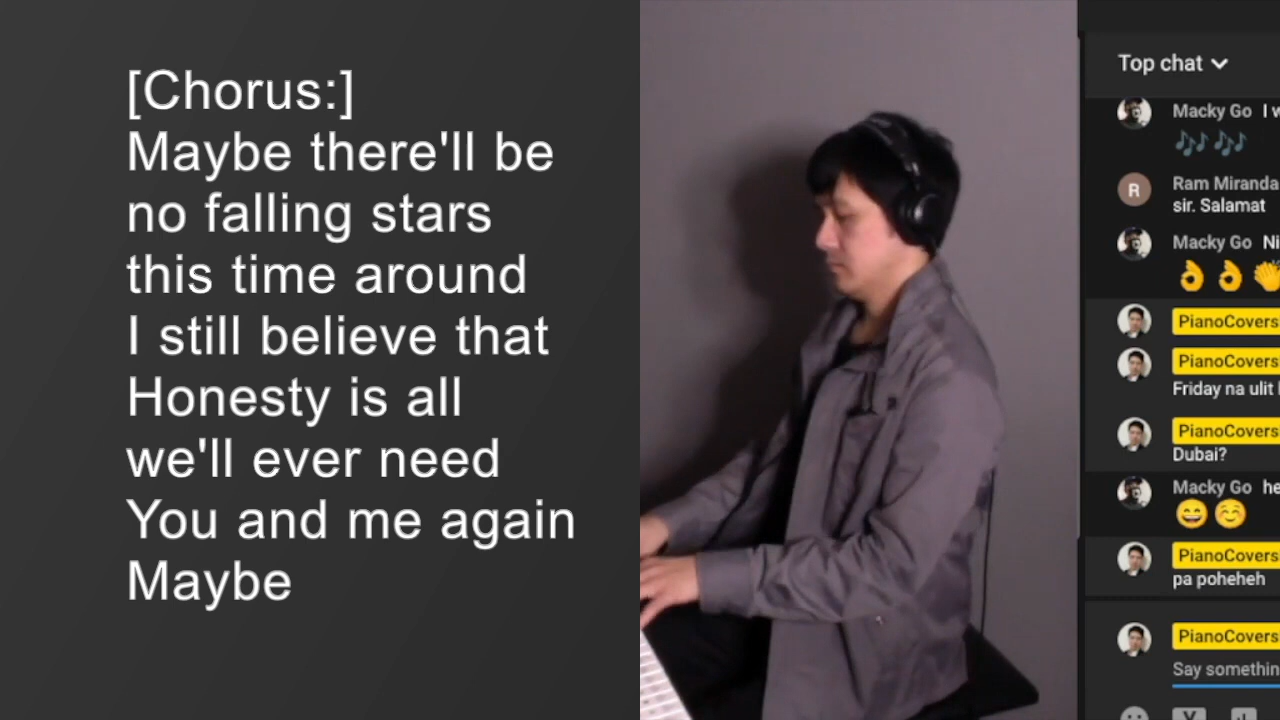 [Chorus:]
Maybe there'll be
no falling stars
this time around
I still believe that
Honesty is all
we'll ever need
You and me again
Maybe
Top chat
Macky Go I
R
Ram Miranda
sir. Salamat
Macky Go
PianoCovers
PianoCovers
Friday na ulit
PianoCovers
Dubai?
Macky Go
PianoCovers
pa poheheh
PianoCovers
Say